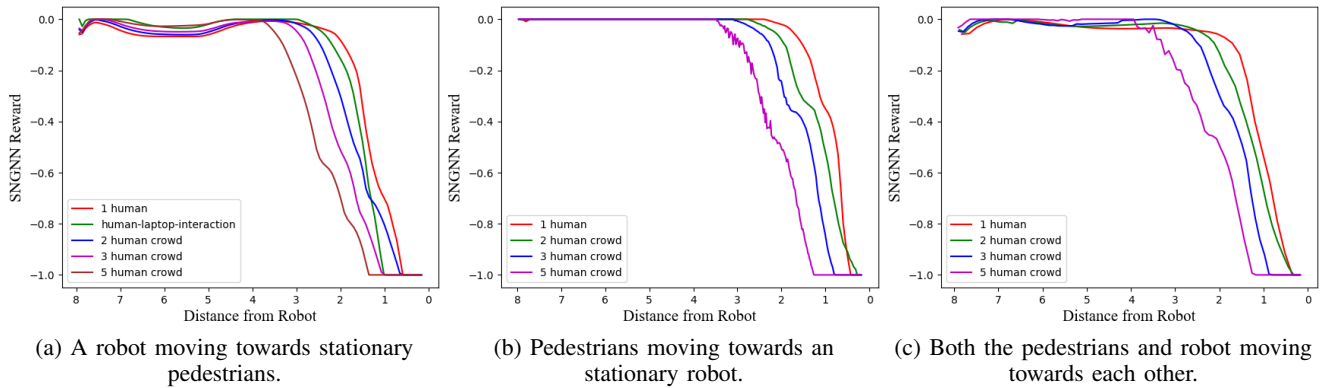 0.0
−0.2
−0.4
−0.6
−0.8
−1.0
SNGNN Reward
1 human
human-laptop-interaction
2 human crowd
3 human crowd
5 human crowd
8 7 6 5 4 3 2 1 0
Distance from Robot
(a) A robot moving towards stationary
pedestrians.
0.0
−0.2
−0.4
−0.6
−0.8
−1.0
SNGNN Reward
1 human
2 human crowd
3 human crowd
5 human crowd
8 7 6 5 4 3 2 1 0
Distance from Robot
(b) Pedestrians moving towards an
stationary robot.
0.0
−0.2
−0.4
−0.6
−0.8
−1.0
SNGNN Reward
1 human
2 human crowd
3 human crowd
5 human crowd
8 7 6 5 4 3 2 1 0
Distance from Robot
(c) Both the pedestrians and robot moving
towards each other.